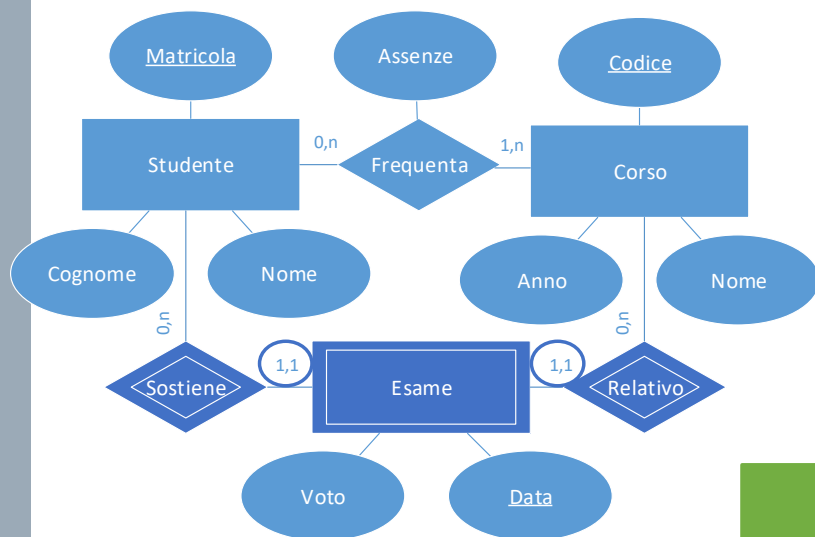 Matricola
Assenze
Codice
Studente
0,n
Frequenta
1,n
Corso
Cognome
Nome
Anno
Nome
0,n
0,n
Sostiene
1,1
Esame
1,1
Relativo
Voto
Data